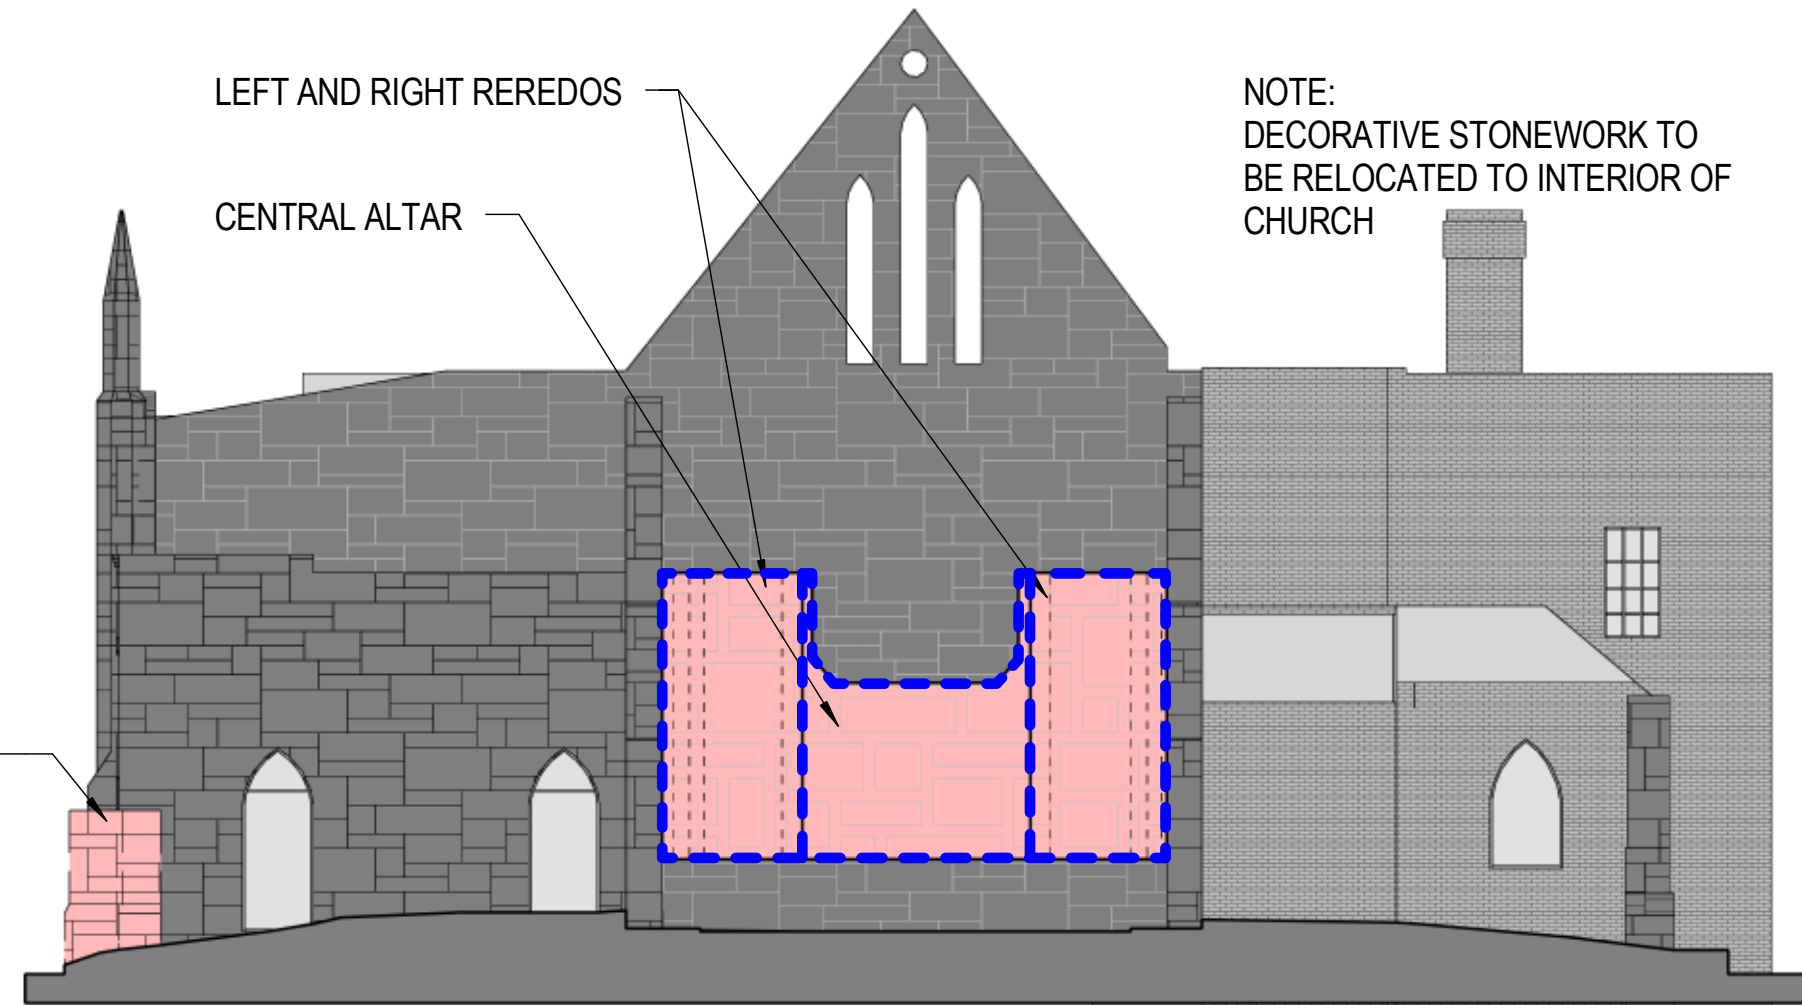 LEFT AND RIGHT REREDOS
CENTRAL ALTAR
NOTE:
DECORATIVE STONEWORK TO
BE RELOCATED TO INTERIOR OF
CHURCH